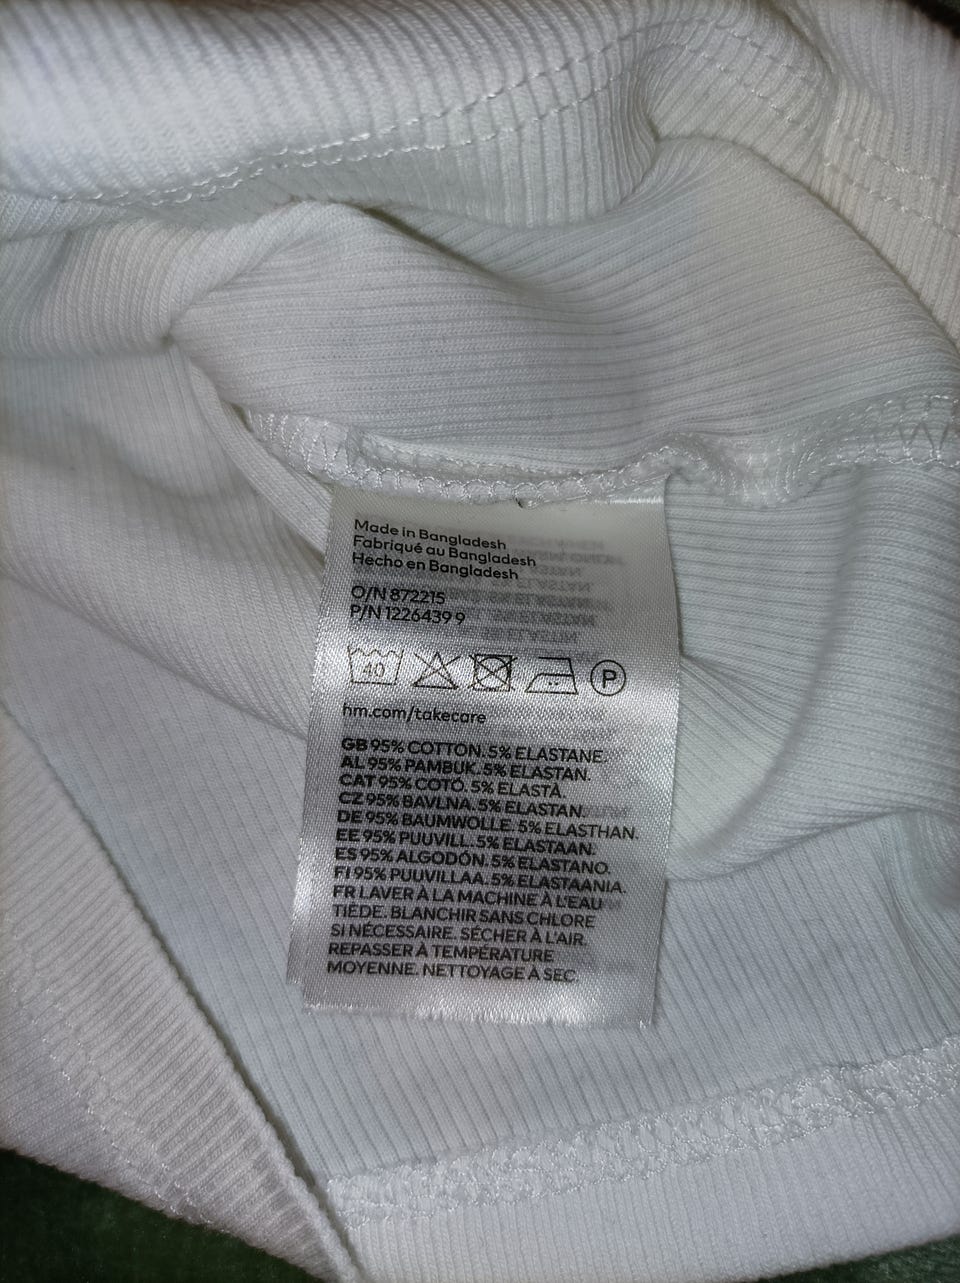 Made in Bangladesh
Fabriqué au Bangladesh
Hecho en Bangladesh
O/N 872215
P/N 1226439 9
40 P
hm.com/takecare
GB 95% COTTON. 5% ELASTANE.
AL 95% PAMBUK. 5% ELASTAN.
CAT 95% COTÓ. 5% ELASTÀ.
CZ 95% BAVLNA. 5% ELASTAN.
DE 95% BAUMWOLLE. 5% ELASTHAN.
EE 95% PUUVILL. 5% ELASTAAN.
ES 95% ALGODÓN. 5% ELASTANO.
FI 95% PUUVILLAA. 5% ELASTAANIA.
FR LAVER À LA MACHINE À L'EAU
TIÈDE. BLANCHIR SANS CHLORE
SI NÉCESSAIRE. SÉCHER À L'AIR.
REPASSER À TEMPÉRATURE
MOYENNE. NETTOYAGE À SEC.